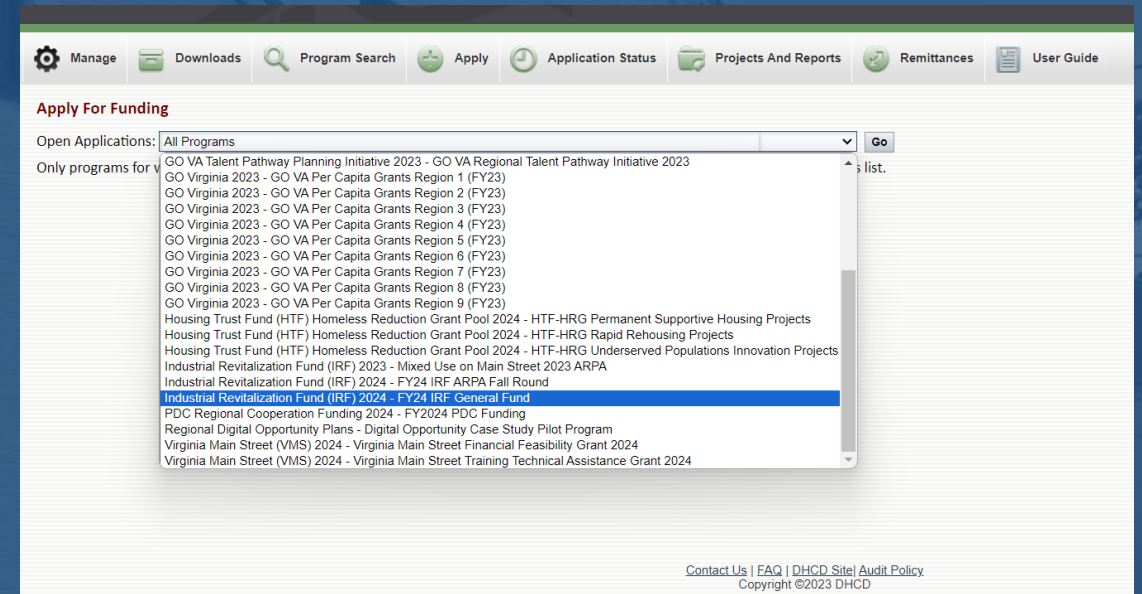 Manage Downloads Program Search Apply Application Status Projects And Reports Remittances User Guide
Apply For Funding
Open Applications: All Programs Go
Only programs for s list.
GO VA Talent Pathway Planning Initiative 2023 - GO VA Regional Talent Pathway Initiative 2023
GO Virginia 2023 - GO VA Per Capita Grants Region 1 (FY23)
GO Virginia 2023 - GO VA Per Capita Grants Region 2 (FY23)
GO Virginia 2023 - GO VA Per Capita Grants Region 3 (FY23)
GO Virginia 2023 - GO VA Per Capita Grants Region 4 (FY23)
GO Virginia 2023 - GO VA Per Capita Grants Region 5 (FY23)
GO Virginia 2023 - GO VA Per Capita Grants Region 6 (FY23)
GO Virginia 2023 - GO VA Per Capita Grants Region 7 (FY23)
GO Virginia 2023 - GO VA Per Capita Grants Region 8 (FY23)
GO Virginia 2023 - GO VA Per Capita Grants Region 9 (FY23)
Housing Trust Fund (HTF) Homeless Reduction Grant Pool 2024 - HTF-HRG Permanent Supportive Housing Projects
Housing Trust Fund (HTF) Homeless Reduction Grant Pool 2024 - HTF-HRG Rapid Rehousing Projects
Housing Trust Fund (HTF) Homeless Reduction Grant Pool 2024 - HTF-HRG Underserved Populations Innovation Projects
Industrial Revitalization Fund (IRF) 2023 - Mixed Use on Main Street 2023 ARPA
Industrial Revitalization Fund (IRF) 2024 - FY24 IRF ARPA Fall Round
Industrial Revitalization Fund (IRF) 2024 - FY24 IRF General Fund
PDC Regional Cooperation Funding 2024 - FY2024 PDC Funding
Regional Digital Opportunity Plans - Digital Opportunity Case Study Pilot Program
Virginia Main Street (VMS) 2024 - Virginia Main Street Financial Feasibility Grant 2024
Virginia Main Street (VMS) 2024 - Virginia Main Street Training Technical Assistance Grant 2024
Contact Us | FAQ | DHCD Site| Audit Policy
Copyright ©2023 DHCD